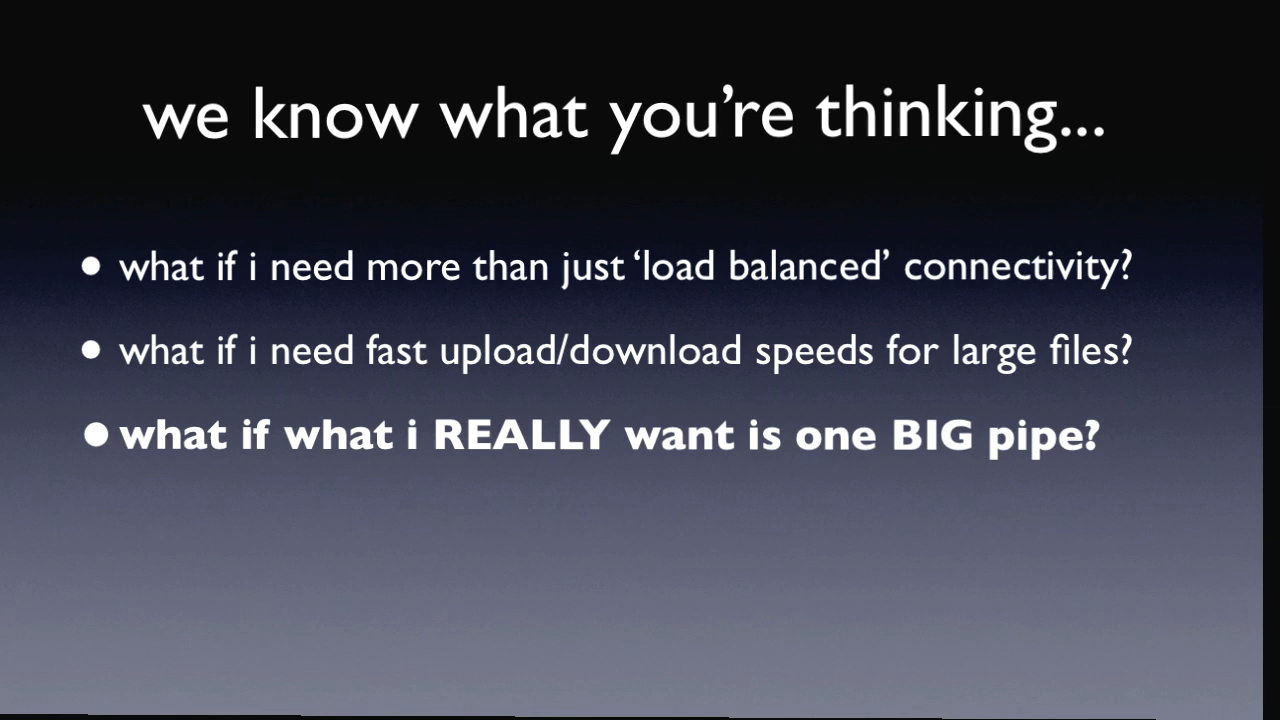 we know what you’re thinking...
• what if i need more than just ‘load balanced’ connectivity?
• what if i need fast upload/download speeds for large files?
• what if what i REALLY want is one BIG pipe?